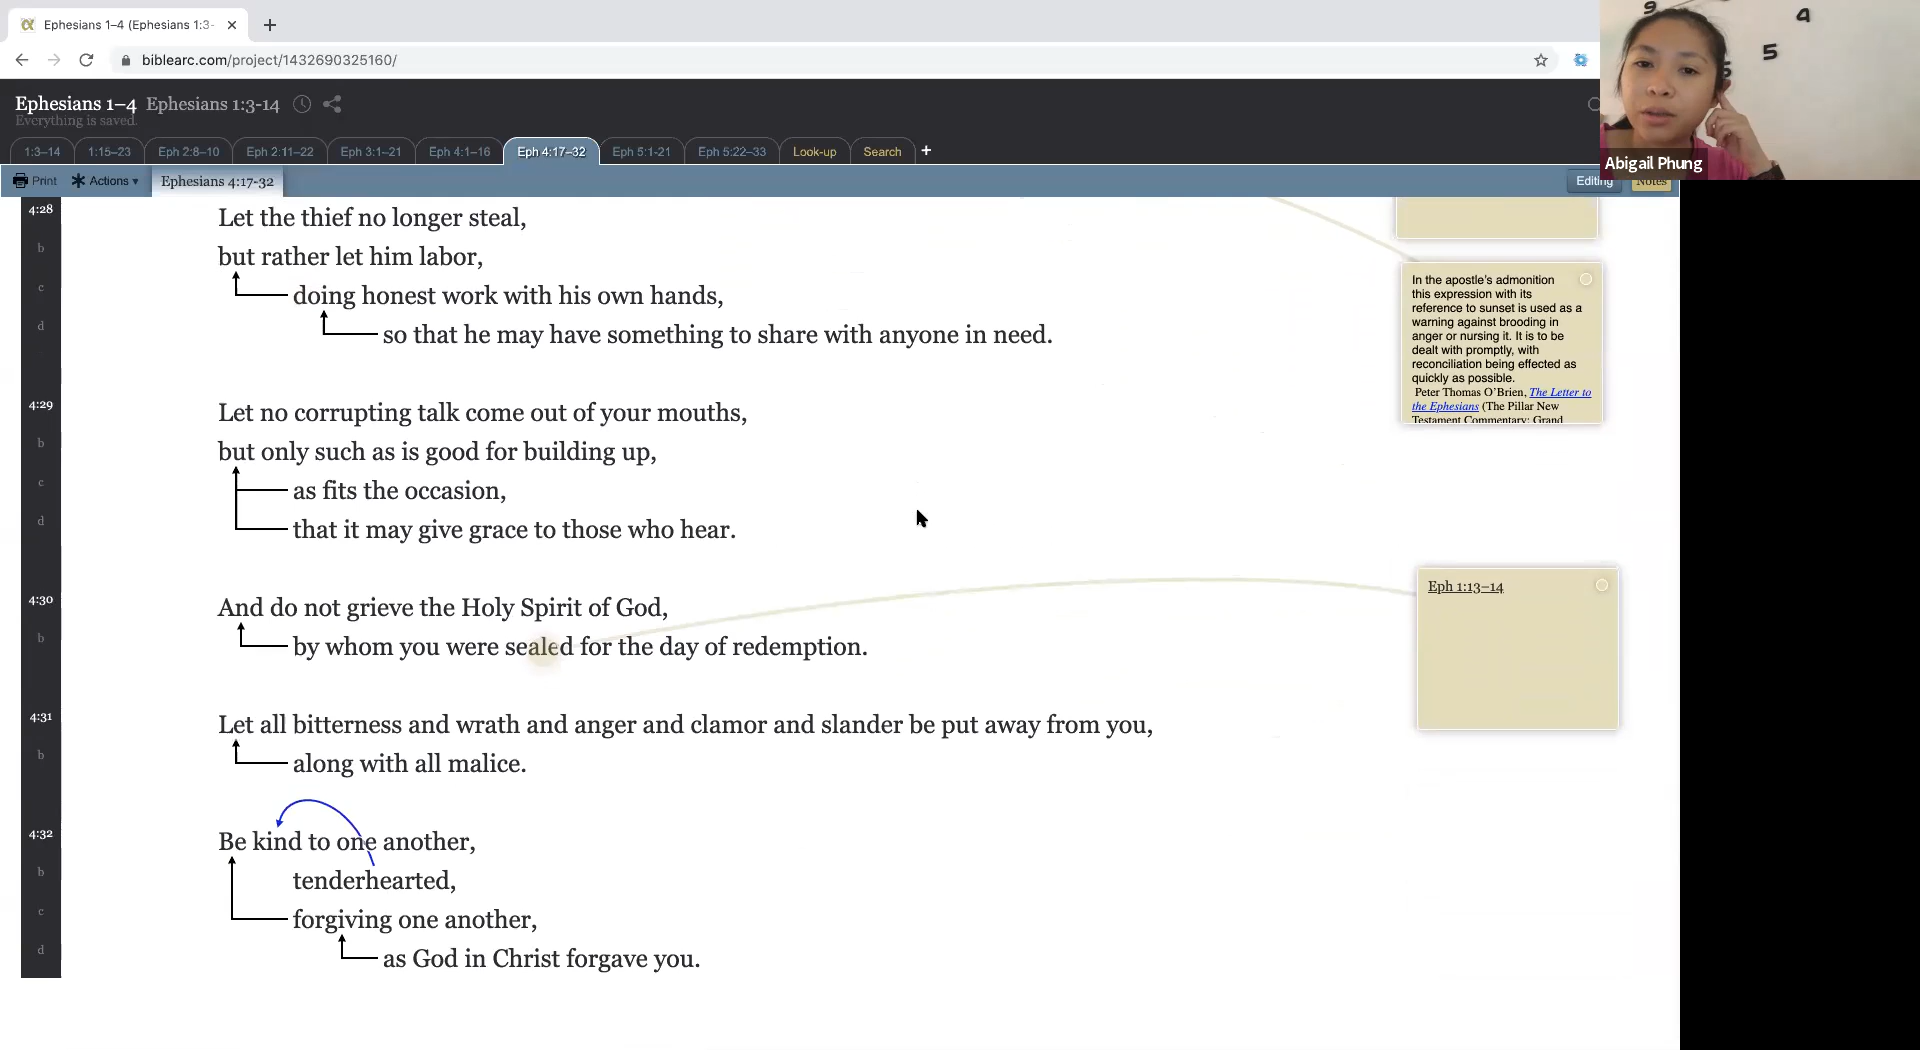 Ephesians 1–4 (Ephesians 1:3-
biblearc.com/project/1432690325160/
Ephesians 1–4 Ephesians 1:3-14
Everything is saved.
1:3–14 1:15–23 Eph 2:8–10 Eph 2:11–22 Eph 3:1–21 Eph 4:1–16 Eph 4:17–32 Eph 5:1-21 Eph 5:22–33 Look-up Search +
Print Actions Ephesians 4:17-32 Editing Notes
4:28 Let the thief no longer steal,
b but rather let him labor,
c doing honest work with his own hands,
d so that he may have something to share with anyone in need.
4:29 Let no corrupting talk come out of your mouths,
b but only such as is good for building up,
c as fits the occasion,
d that it may give grace to those who hear.
4:30 And do not grieve the Holy Spirit of God,
b by whom you were sealed for the day of redemption.
4:31 Let all bitterness and wrath and anger and clamor and slander be put away from you,
b along with all malice.
4:32 Be kind to one another,
b tenderhearted,
c forgiving one another,
d as God in Christ forgave you.
In the apostle's admonition
this expression with its
reference to sunset is used as a
warning against brooding in
anger or nursing it. It is to be
dealt with promptly, with
reconciliation being effected as
quickly as possible.
Peter Thomas O'Brien, The Letter to
the Ephesians (The Pillar New
Testament Commentary; Grand
Eph 1:13–14
9
4
5
Abigail Phung